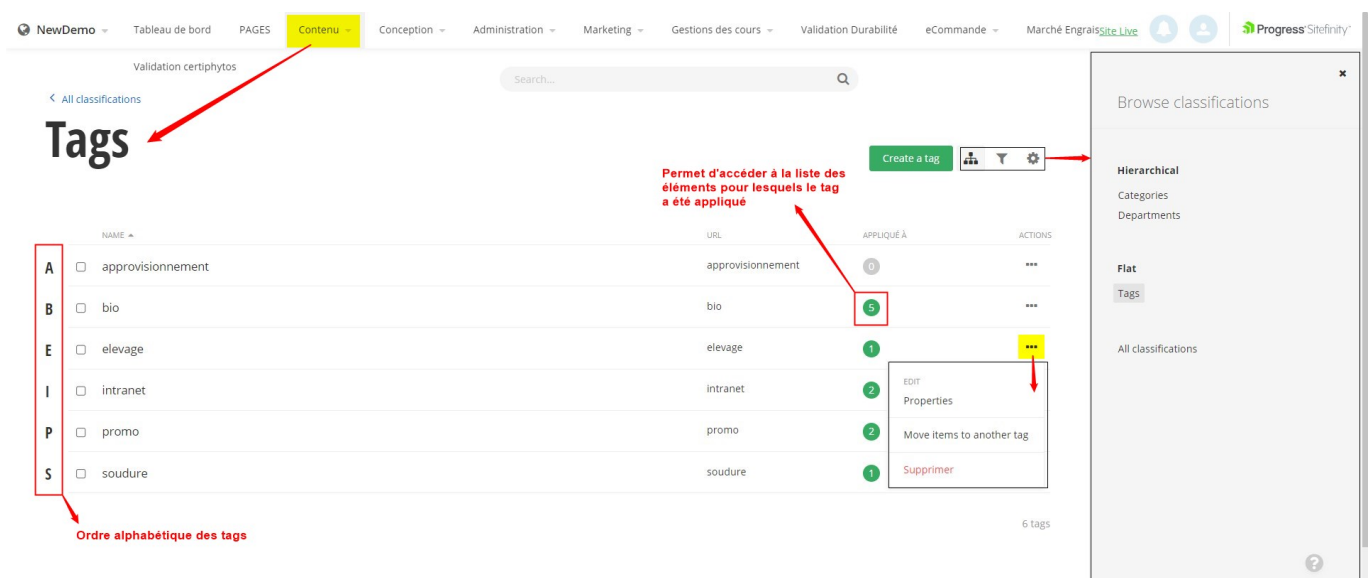 NewDemo Tableau de bord PAGES Contenu Conception Administration Marketing Gestions des cours Validation Durabilité eCommande Marché Engrais Site Live Progress Sitefinity
Validation certiphytos
Search...
All classifications
Tags
Create a tag
Permet d'accéder à la liste des
éléments pour lesquels le tag
a été appliqué
NAME URL APPLIQUÉ À ACTIONS
A approvisionnement approvisionnement 0
B bio bio 5
E elevage elevage 1
I intranet intranet 2
P promo promo 2
S soudure soudure 1
EDIT
Properties
Move items to another tag
Supprimer
6 tags
Ordre alphabétique des tags
Browse classifications
Hierarchical
Categories
Departments
Flat
Tags
All classifications